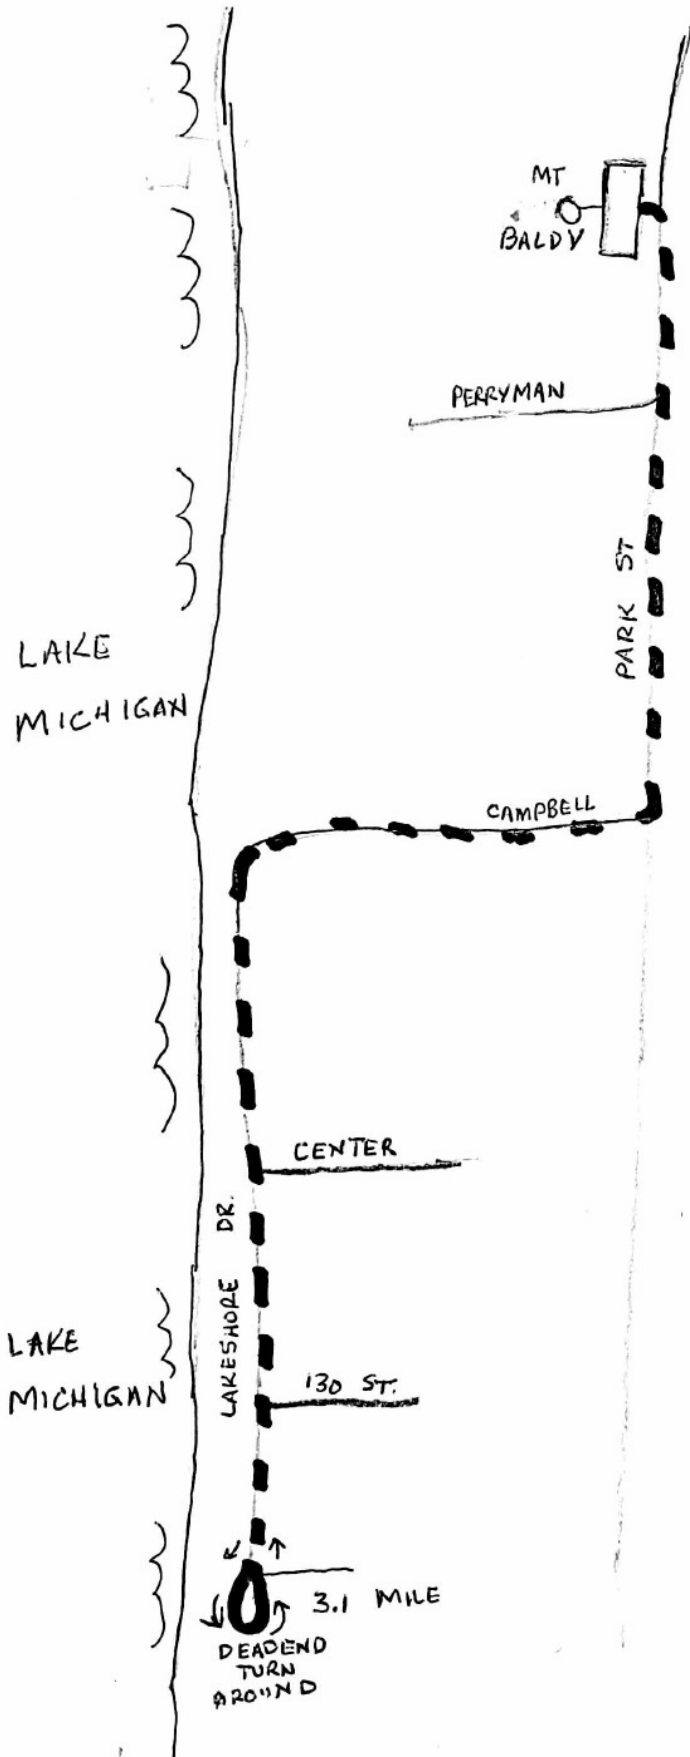 MT
BALDY
PERRYMAN
PARK ST
LAKE
MICHIGAN
CAMPBELL
CENTER
LAKESHORE DR.
LAKE
MICHIGAN
130 ST.
3.1 MILE
DEADEND
TURN
AROUND